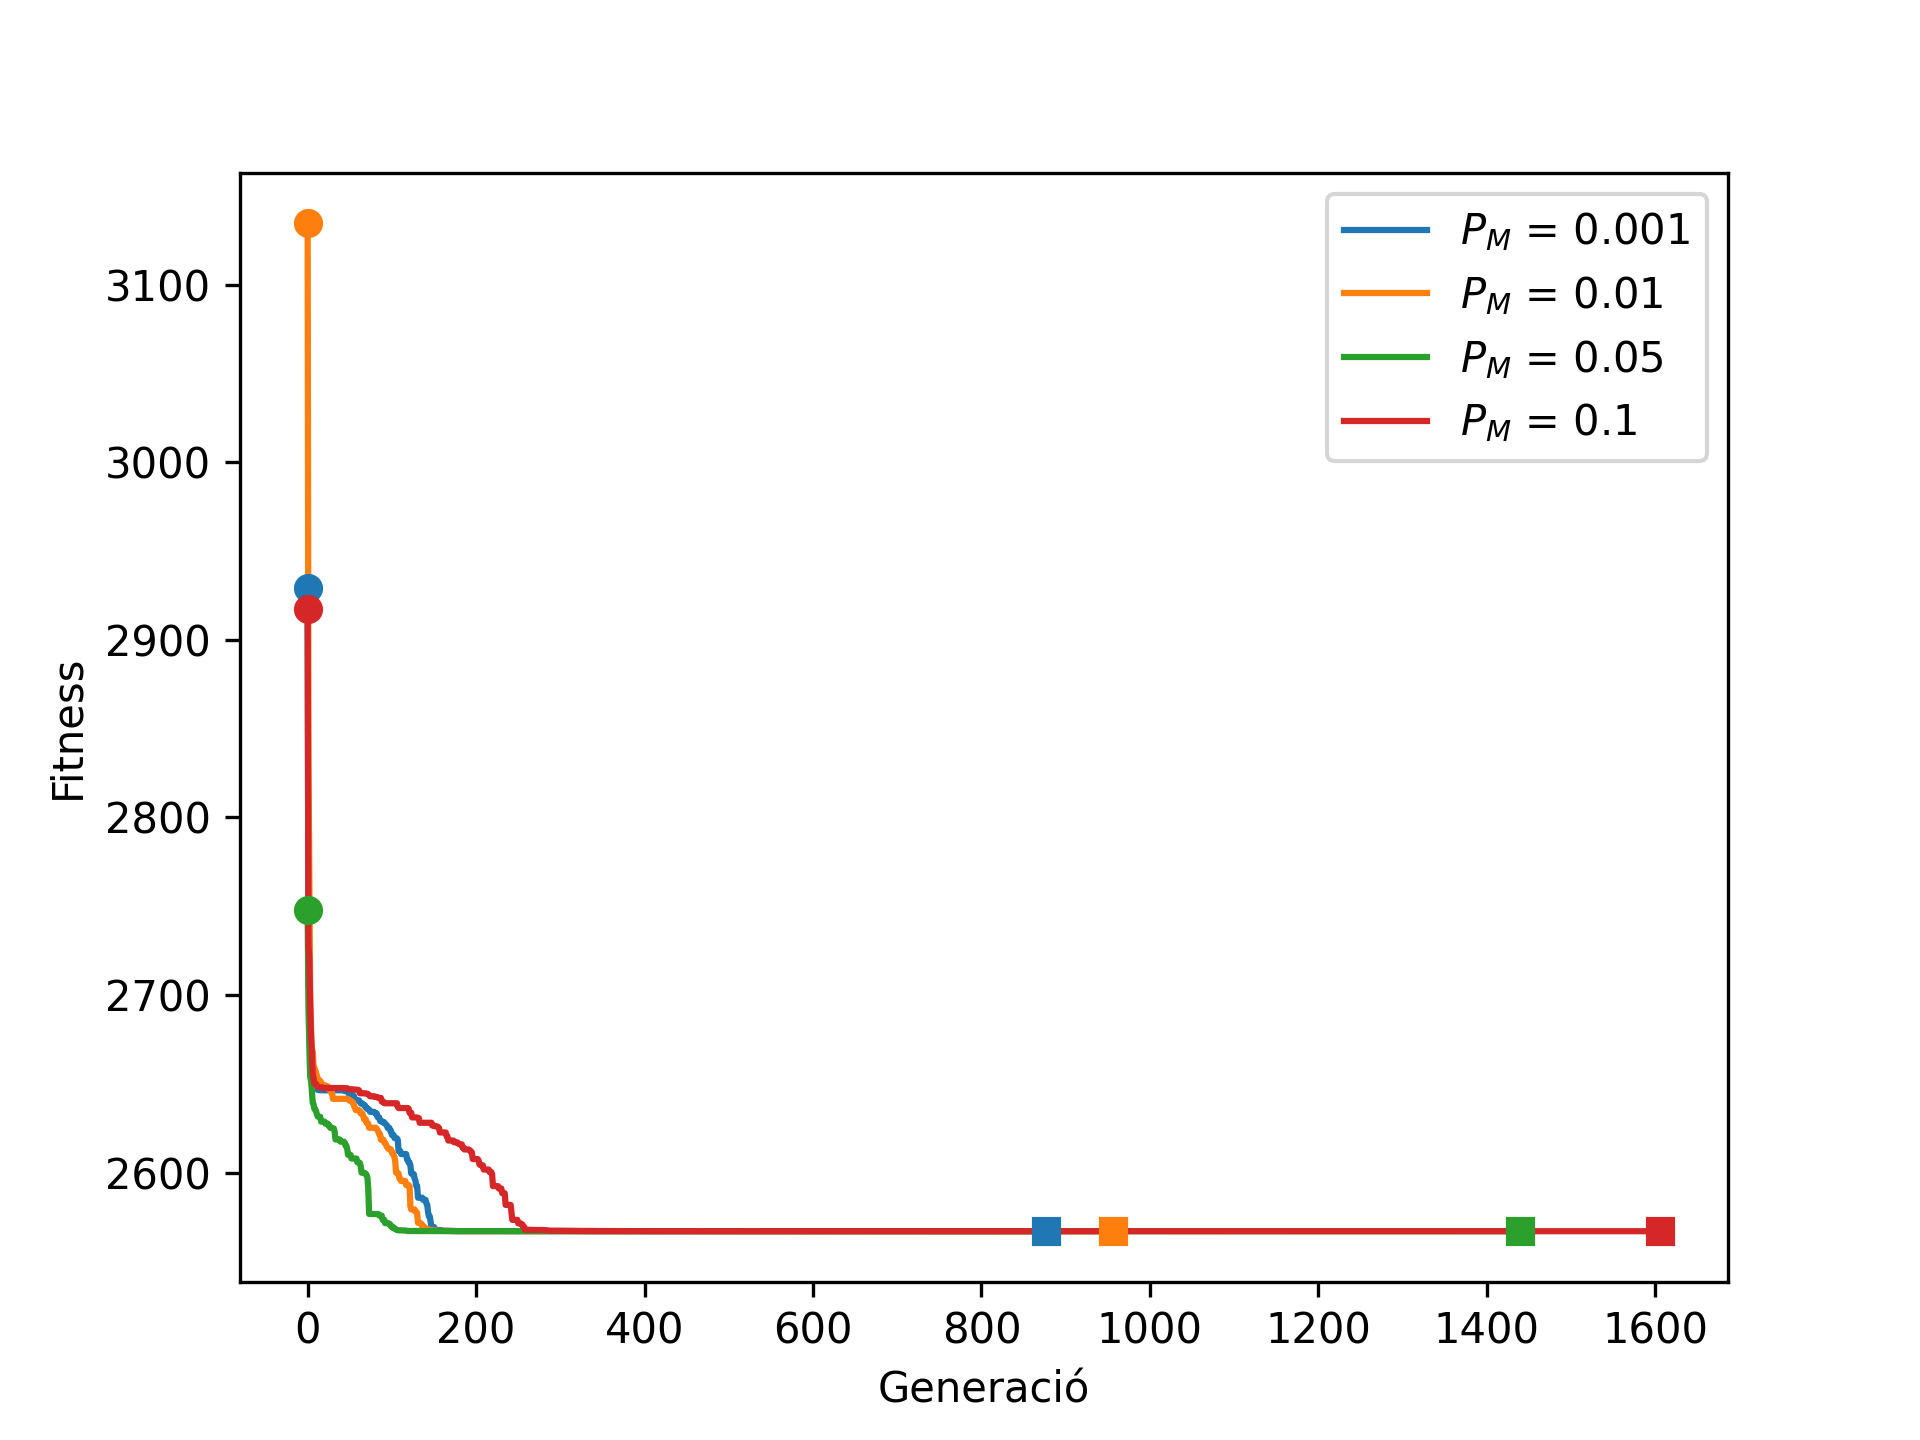 P_M = 0.001
P_M = 0.01
P_M = 0.05
P_M = 0.1
3100
3000
2900
2800
2700
2600
Fitness
0 200 400 600 800 1000 1200 1400 1600
Generació